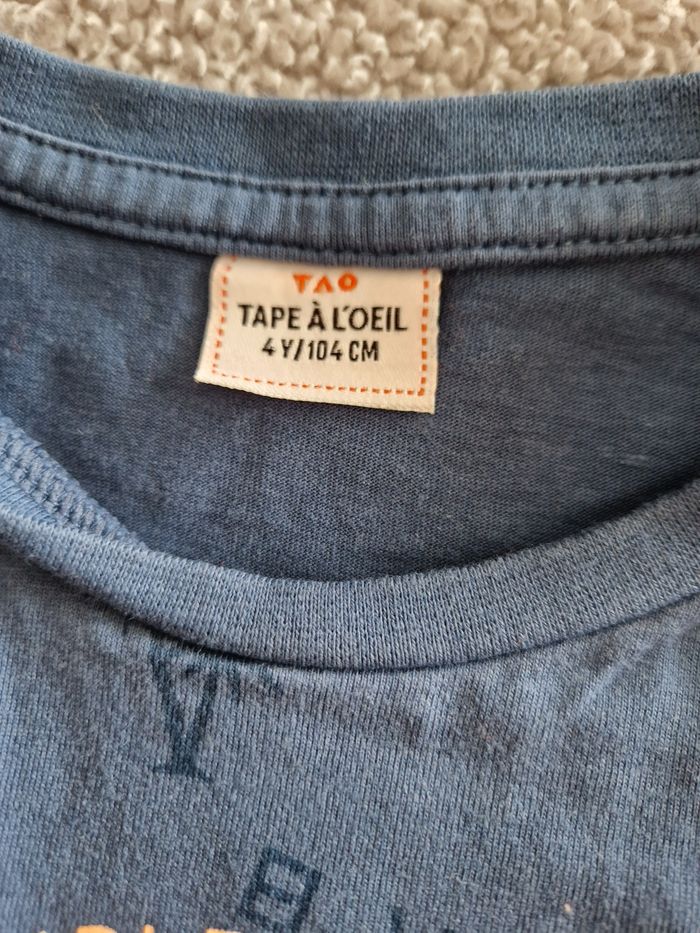 TAO
TAPE À L'OEIL
4 Y/104 CM